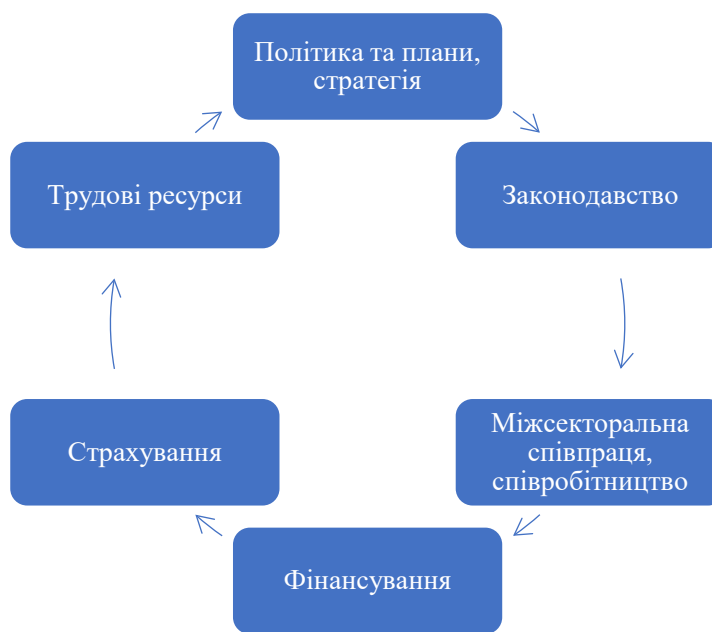 Політика та плани,
стратегія
Трудові ресурси
Законодавство
Страхування
Міжсекторальна
співпраця,
співробітництво
Фінансування